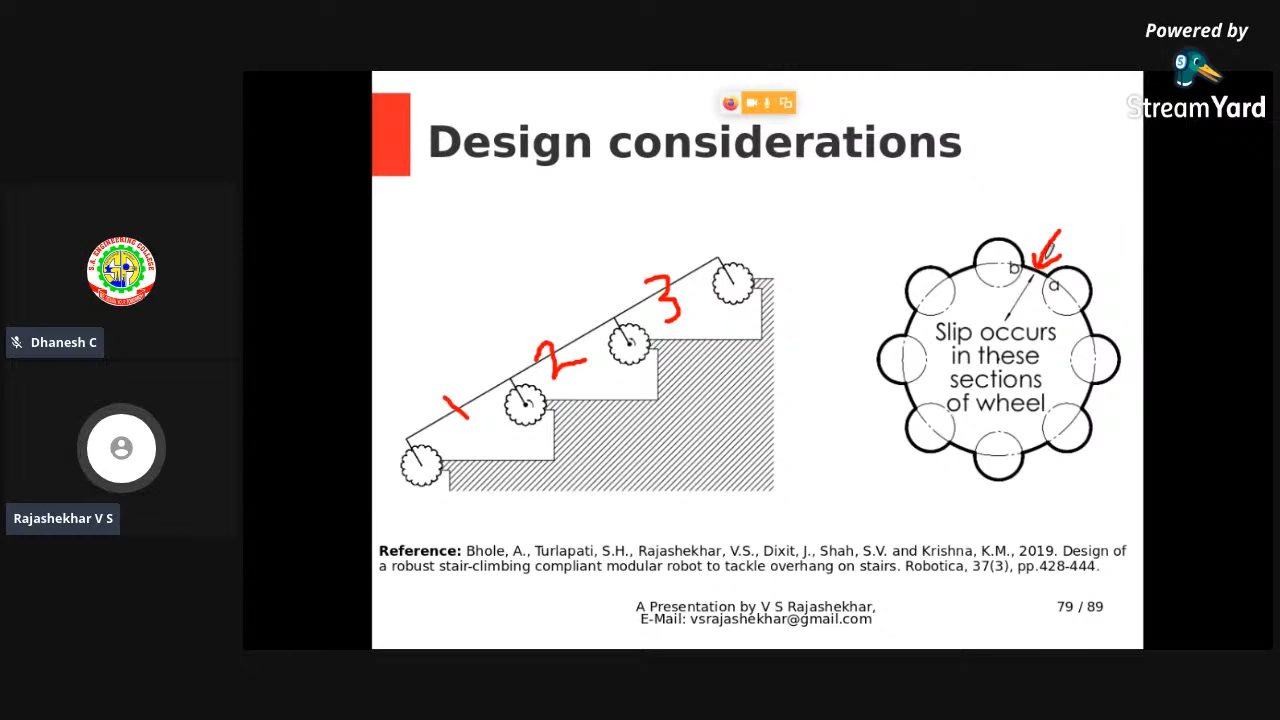 Powered by
StreamYard
Design considerations
1
2
3
b
a
Slip occurs
in these
sections
of wheel
S.A. ENGINEERING COLLEGE
Dhanesh C
Rajashekhar V S
Reference: Bhole, A., Turlapati, S.H., Rajashekhar, V.S., Dixit, J., Shah, S.V. and Krishna, K.M., 2019. Design of
a robust stair-climbing compliant modular robot to tackle overhang on stairs. Robotica, 37(3), pp.428-444.
A Presentation by V S Rajashekhar,
E-Mail: vsrajashekhar@gmail.com
79 / 89